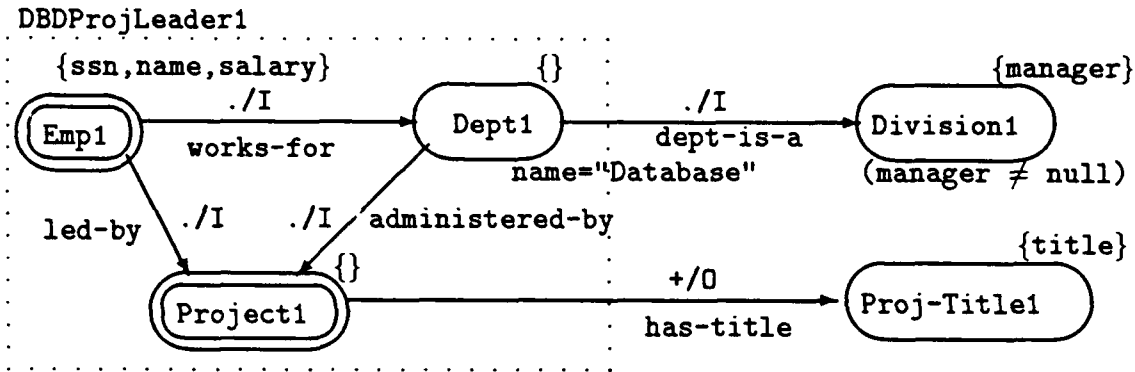 DBDProjLeader1
{ssn,name,salary}
{}
{manager}
./I
./I
Emp1
Dept1
Division1
works-for
dept-is-a
name="Database"
(manager ≠ null)
led-by
./I
./I
administered-by
{}
{title}
+/O
Project1
Proj-Title1
has-title